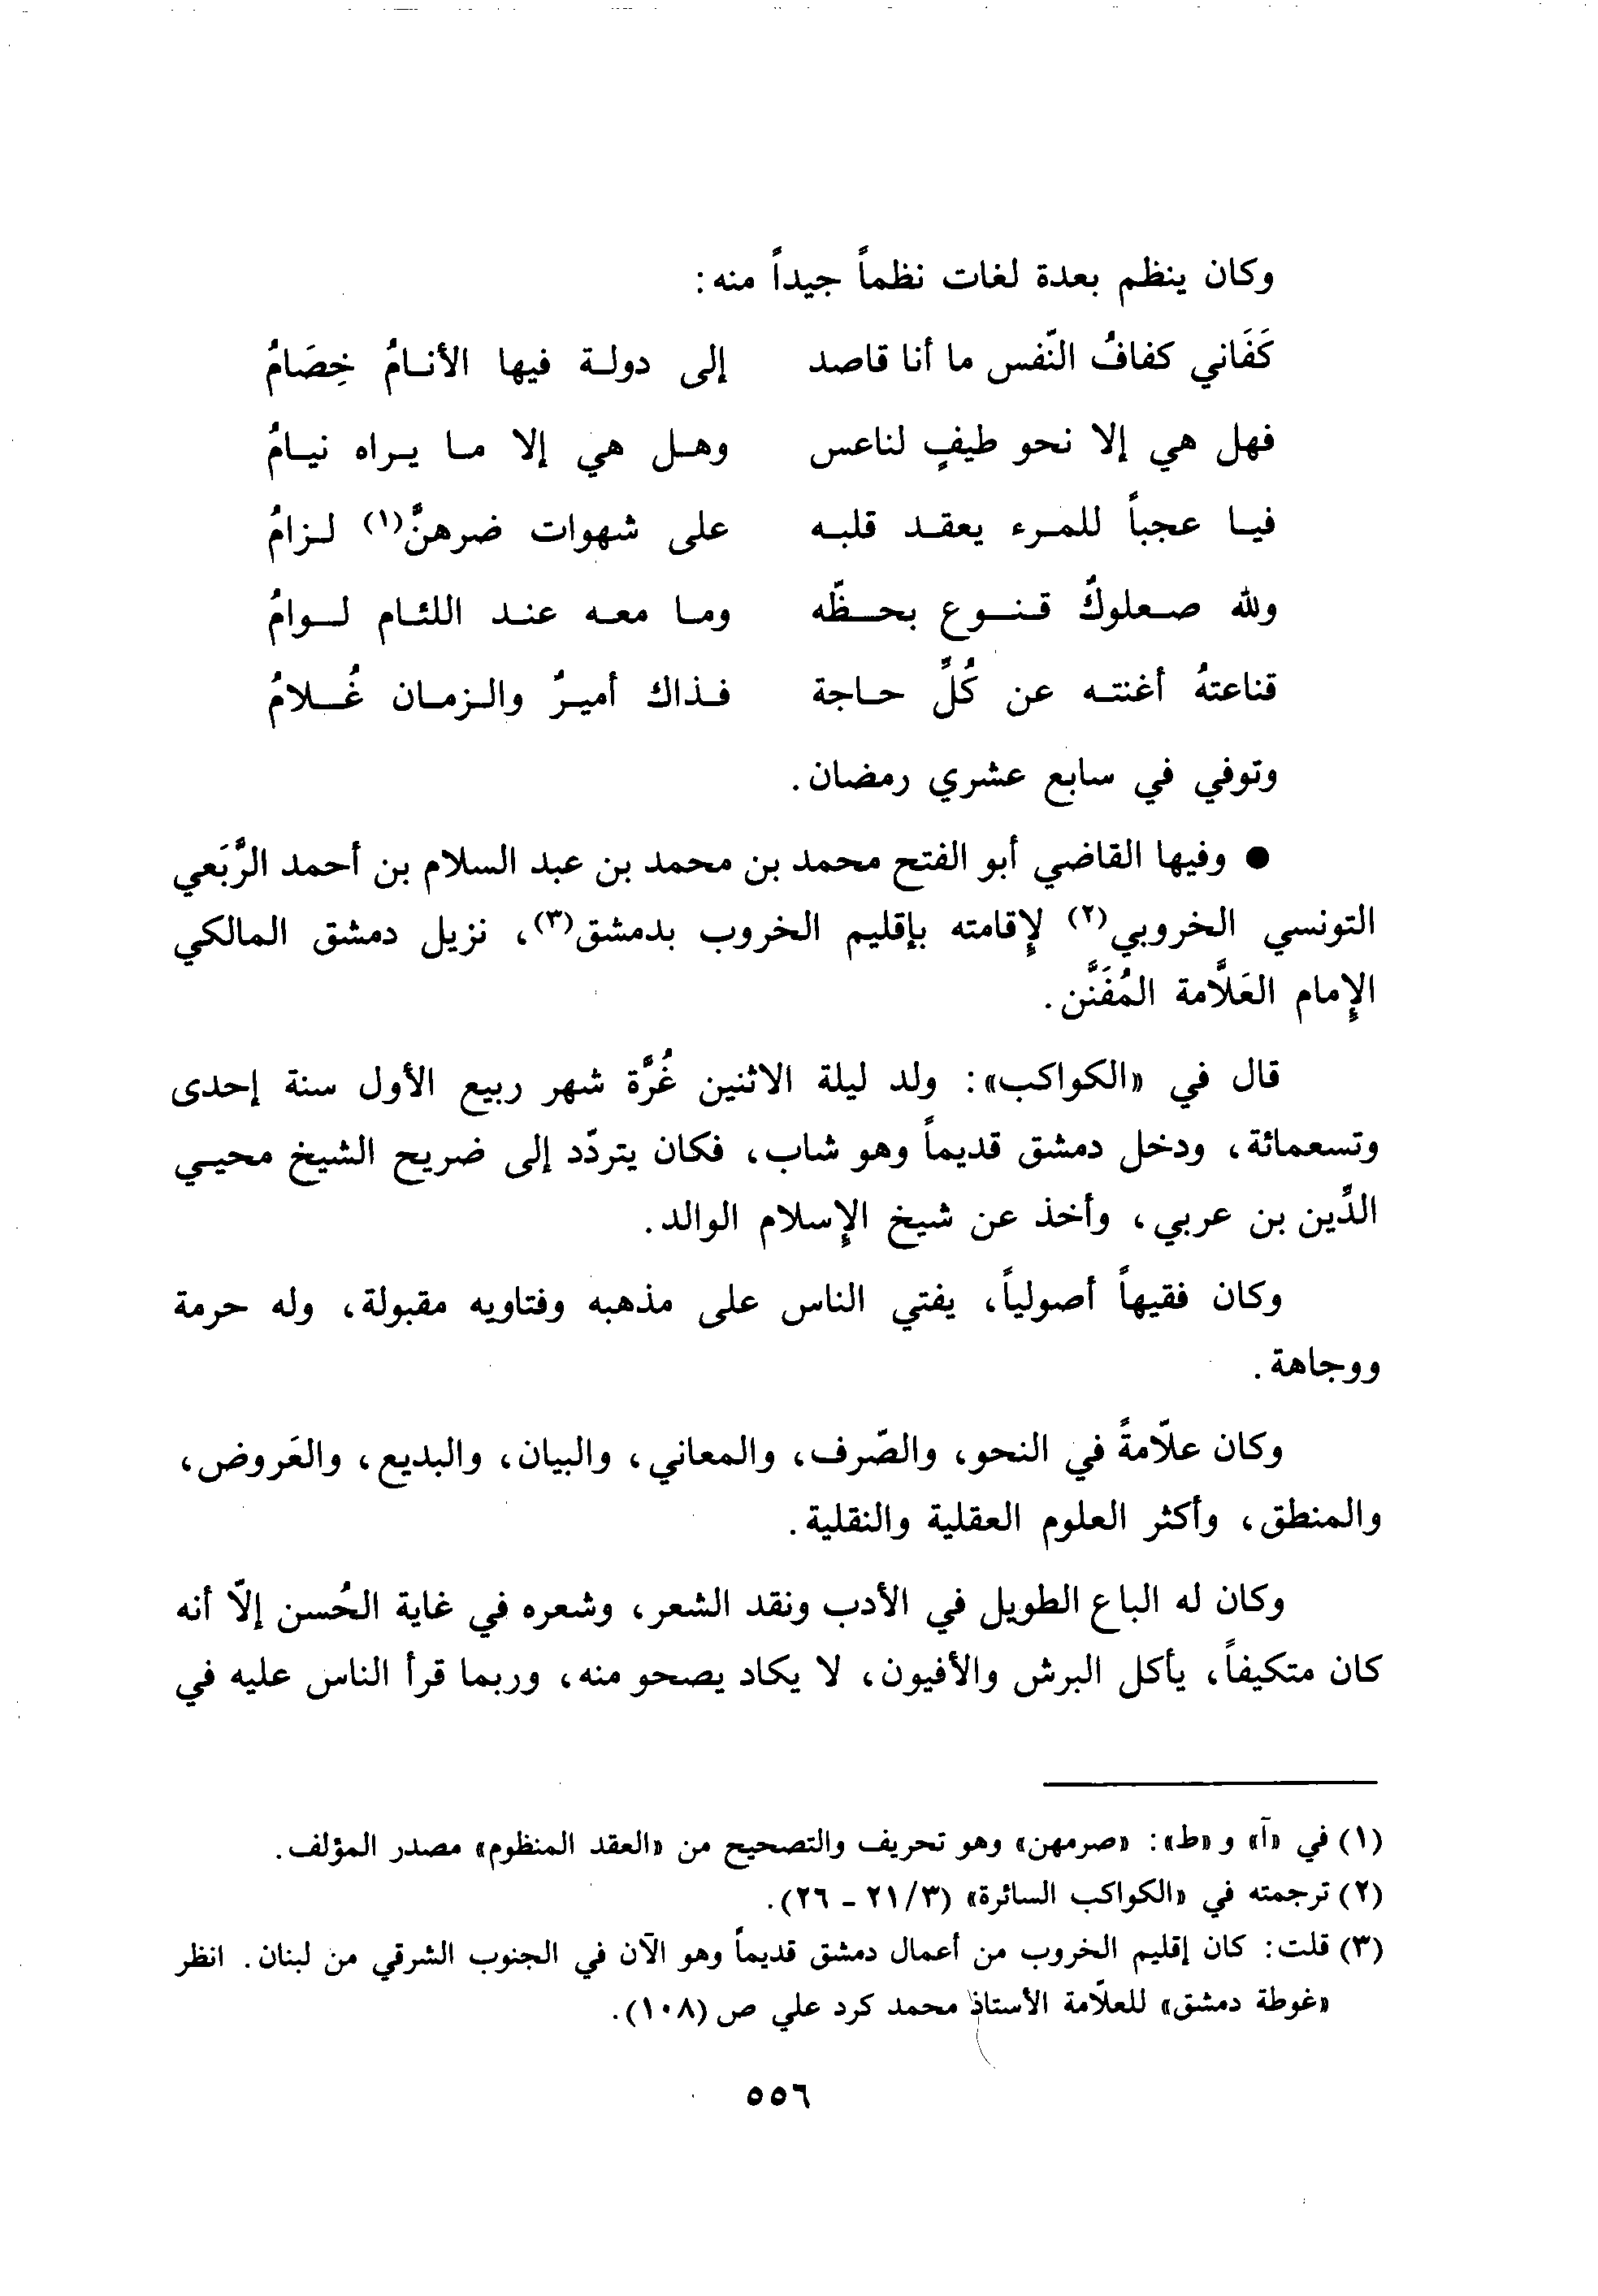 وكان ينظم بعدة لغات نظماً جيداً منه:
كَفَاني كفافُ النّفس ما أنا قاصد إلى دولة فيها الأنامُ خِصَامُ
فهل هي إلا نحو طيفٍ لناعس وهل هي إلا ما يراه نيامُ
فيا عجباً للمرء يعقد قلبه على شهوات ضرهنَّ(١) لزامُ
ولله صعلوكٌ قنوع بحظّه وما معه عند اللئام لوامُ
قناعتهُ أغنته عن كُلِّ حاجة فذاك أميرٌ والزمان غُلامُ
وتوفي في سابع عشري رمضان.
● وفيها القاضي أبو الفتح محمد بن محمد بن عبد السلام بن أحمد الرَّبَعي
التونسي الخروبي(٢) لإِقامته بإقليم الخروب بدمشق(٣)، نزيل دمشق المالكي
الإِمام العَلَّامة المُفَنَّن.
قال في «الكواكب»: ولد ليلة الاثنين غُرَّة شهر ربيع الأول سنة إحدى
وتسعمائة، ودخل دمشق قديماً وهو شاب، فكان يتردّد إلى ضريح الشيخ محيي
الدِّين بن عربي، وأخذ عن شيخ الإِسلام الوالد.
وكان فقيهاً أصولياً، يفتي الناس على مذهبه وفتاويه مقبولة، وله حرمة
ووجاهة.
وكان علاّمةً في النحو، والصّرف، والمعاني، والبيان، والبديع، والعَروض،
والمنطق، وأكثر العلوم العقلية والنقلية.
وكان له الباع الطويل في الأدب ونقد الشعر، وشعره في غاية الحُسن إلاّ أنه
كان متكيفاً، يأكل البرش والأفيون، لا يكاد يصحو منه، وربما قرأ الناس عليه في
(١) في «آ» و «ط»: «صرمهن» وهو تحريف والتصحيح من «العقد المنظوم» مصدر المؤلف.
(٢) ترجمته في «الكواكب السائرة» (٣/ ٢١ - ٢٦).
(٣) قلت: كان إقليم الخروب من أعمال دمشق قديماً وهو الآن في الجنوب الشرقي من لبنان. انظر
«غوطة دمشق» للعلاّمة الأستاذ محمد كرد علي ص (١٠٨).
٥٥٦